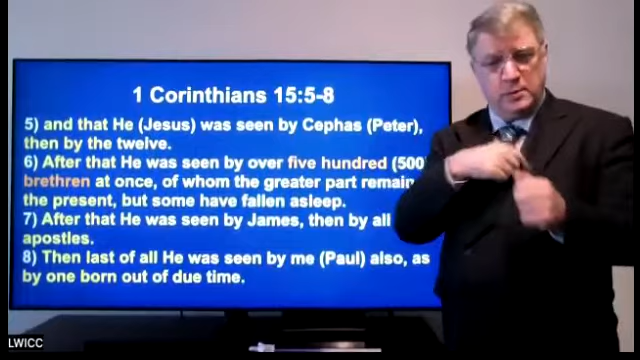 1 Corinthians 15:5-8
5) and that He (Jesus) was seen by Cephas (Peter),
then by the twelve.
6) After that He was seen by over five hundred (500
brethren at once, of whom the greater part remain
the present, but some have fallen asleep.
7) After that He was seen by James, then by all
apostles.
8) Then last of all He was seen by me (Paul) also, as
by one born out of due time.
LWICC